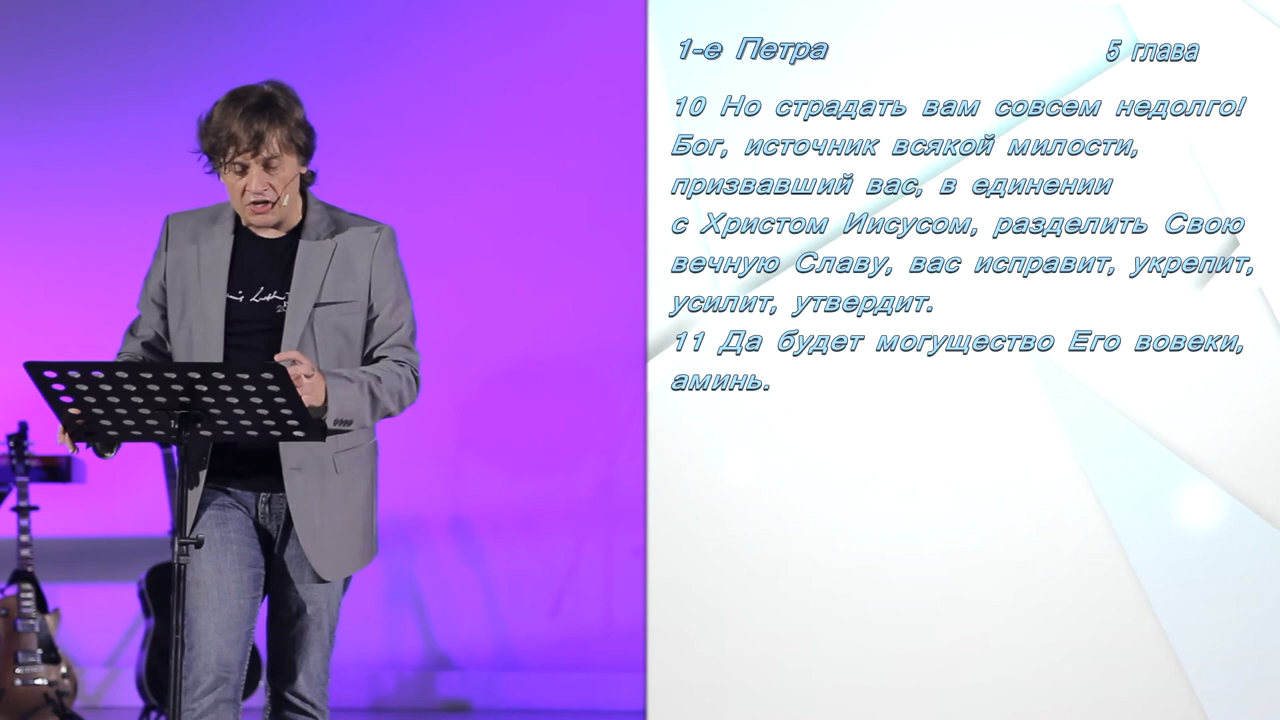 1-е Петра 5 глава
10 Но страдать вам совсем недолго!
Бог, источник всякой милости,
призвавший вас, в единении
с Христом Иисусом, разделить Свою
вечную Славу, вас исправит, укрепит,
усилит, утвердит.
11 Да будет могущество Его вовеки,
аминь.